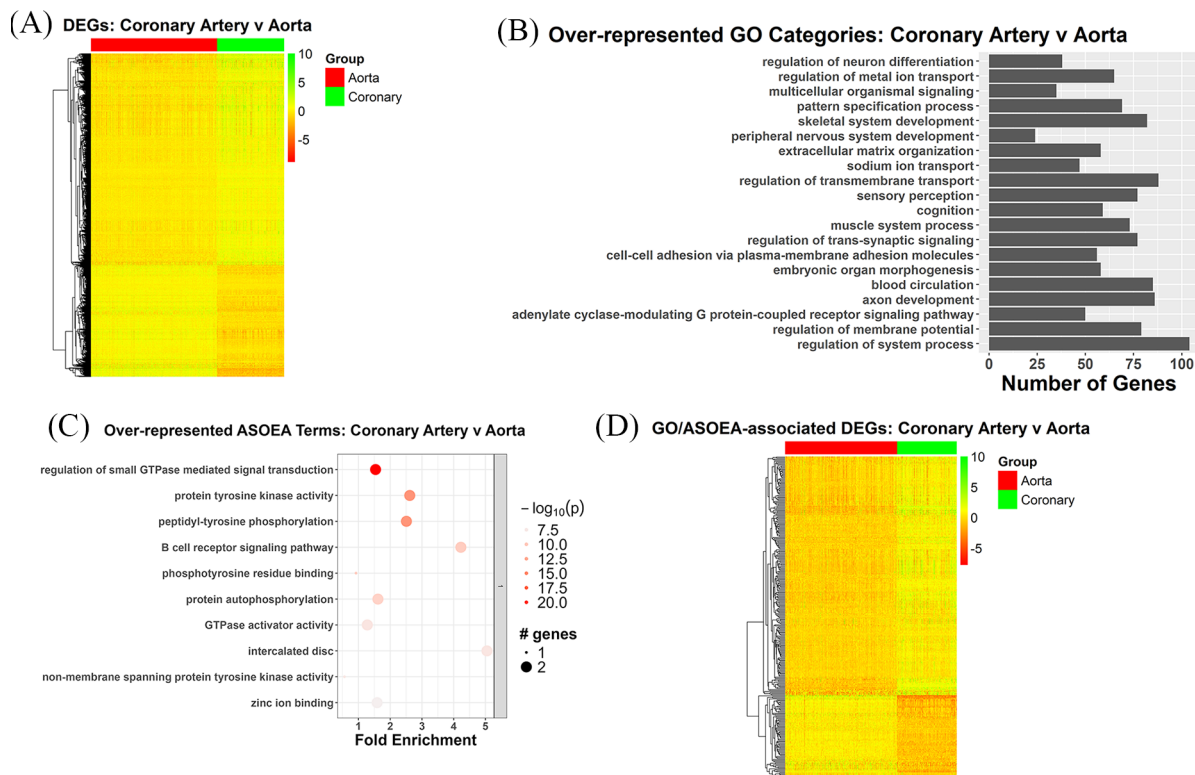 (A) DEGs: Coronary Artery v Aorta
10
5
0
-5
Group
Aorta
Coronary
(B) Over-represented GO Categories: Coronary Artery v Aorta
regulation of neuron differentiation
regulation of metal ion transport
multicellular organismal signaling
pattern specification process
skeletal system development
peripheral nervous system development
extracellular matrix organization
sodium ion transport
regulation of transmembrane transport
sensory perception
cognition
muscle system process
regulation of trans-synaptic signaling
cell-cell adhesion via plasma-membrane adhesion molecules
embryonic organ morphogenesis
blood circulation
axon development
adenylate cyclase-modulating G protein-coupled receptor signaling pathway
regulation of membrane potential
regulation of system process
0 25 50 75 100
Number of Genes
(C) Over-represented ASOEA Terms: Coronary Artery v Aorta
regulation of small GTPase mediated signal transduction
protein tyrosine kinase activity
peptidyl-tyrosine phosphorylation
B cell receptor signaling pathway
phosphotyrosine residue binding
protein autophosphorylation
GTPase activator activity
intercalated disc
non-membrane spanning protein tyrosine kinase activity
zinc ion binding
1 2 3 4 5
Fold Enrichment
1
− log10(p)
7.5
10.0
12.5
15.0
17.5
20.0
# genes
1
2
(D) GO/ASOEA-associated DEGs: Coronary Artery v Aorta
10
5
0
-5
Group
Aorta
Coronary